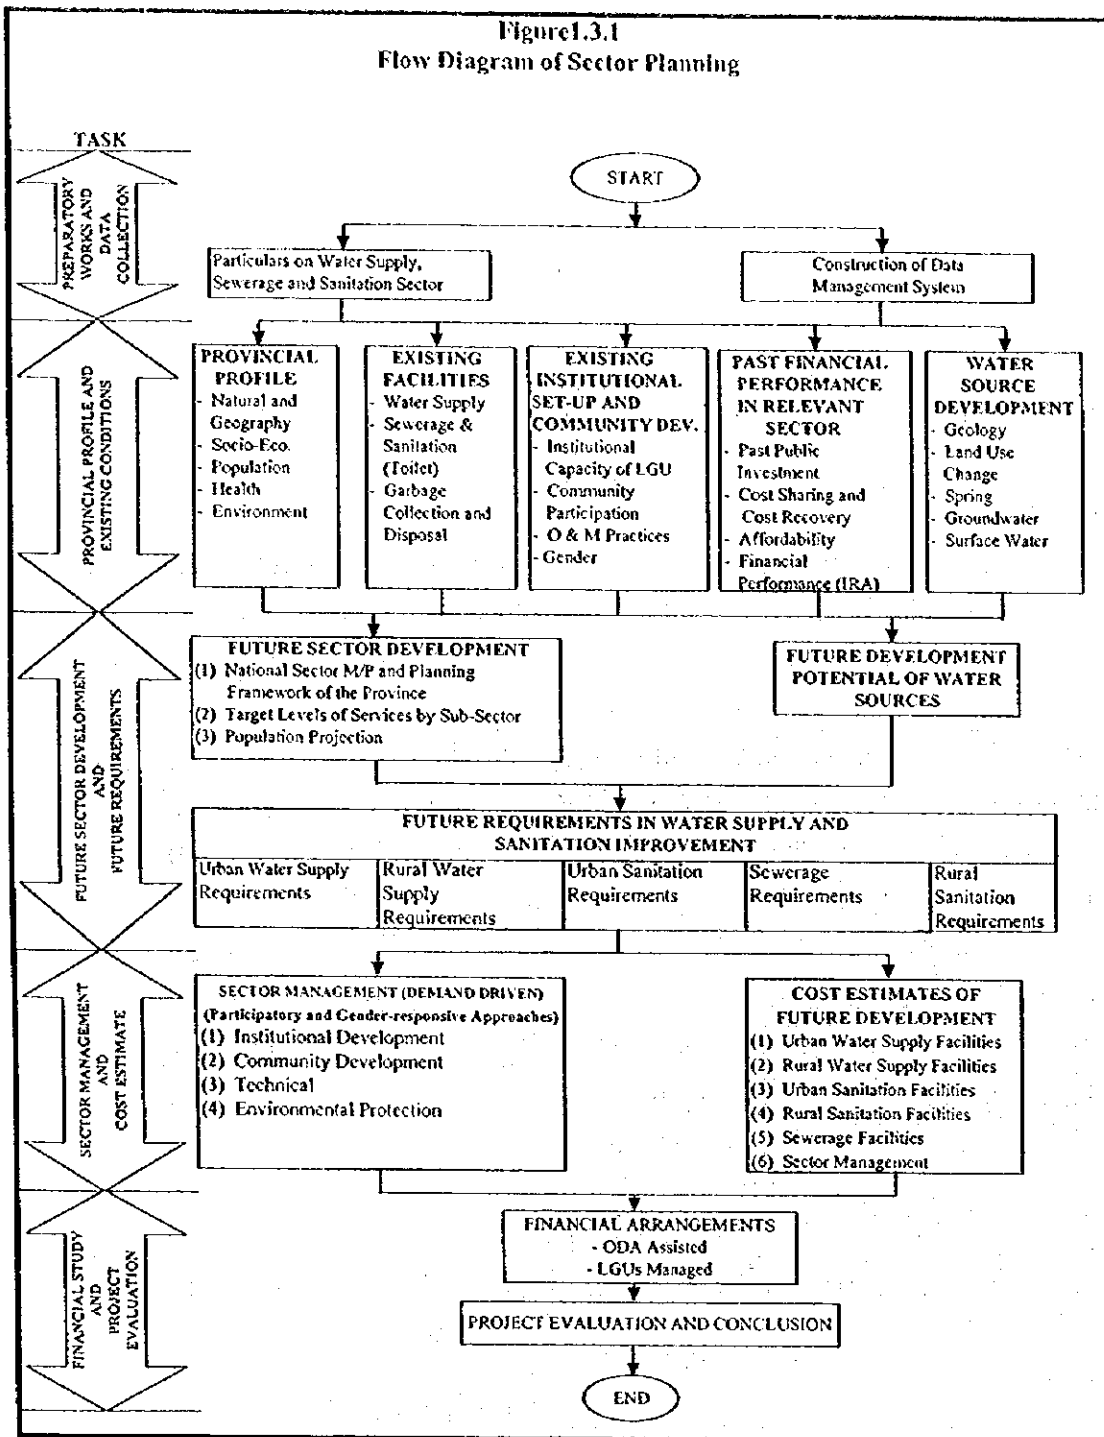 Figure1.3.1
Flow Diagram of Sector Planning
TASK
PREPARATORY
WORKS AND
DATA
COLLECTION
START
Particulars on Water Supply,
Sewerage and Sanitation Sector
Construction of Data
Management System
PROVINCIAL PROFILE AND
EXISTING CONDITIONS
PROVINCIAL
PROFILE
- Natural and
Geography
- Socio-Eco.
- Population
- Health
- Environment
EXISTING
FACILITIES
- Water Supply
- Sewerage &
Sanitation
(Toilet)
- Garbage
Collection and
Disposal
EXISTING
INSTITUTIONAL
SET-UP AND
COMMUNITY DEV.
- Institutional
Capacity of LGU
- Community
Participation
- O & M Practices
- Gender
PAST FINANCIAL
PERFORMANCE
IN RELEVANT
SECTOR
- Past Public
Investment
- Cost Sharing and
Cost Recovery
- Affordability
- Financial
Performance (IRA)
WATER
SOURCE
DEVELOPMENT
- Geology
- Land Use
Change
- Spring
- Groundwater
- Surface Water
FUTURE SECTOR DEVELOPMENT
AND
FUTURE REQUIREMENTS
FUTURE SECTOR DEVELOPMENT
(1) National Sector M/P and Planning
Framework of the Province
(2) Target Levels of Services by Sub-Sector
(3) Population Projection
FUTURE DEVELOPMENT
POTENTIAL OF WATER
SOURCES
FUTURE REQUIREMENTS IN WATER SUPPLY AND
SANITATION IMPROVEMENT
Urban Water Supply
Requirements
Rural Water
Supply
Requirements
Urban Sanitation
Requirements
Sewerage
Requirements
Rural
Sanitation
Requirements
SECTOR MANAGEMENT
AND
COST ESTIMATE
SECTOR MANAGEMENT (DEMAND DRIVEN)
(Participatory and Gender-responsive Approaches)
(1) Institutional Development
(2) Community Development
(3) Technical
(4) Environmental Protection
COST ESTIMATES OF
FUTURE DEVELOPMENT
(1) Urban Water Supply Facilities
(2) Rural Water Supply Facilities
(3) Urban Sanitation Facilities
(4) Rural Sanitation Facilities
(5) Sewerage Facilities
(6) Sector Management
FINANCIAL STUDY
AND
PROJECT
EVALUATION
FINANCIAL ARRANGEMENTS
- ODA Assisted
- LGUs Managed
PROJECT EVALUATION AND CONCLUSION
END